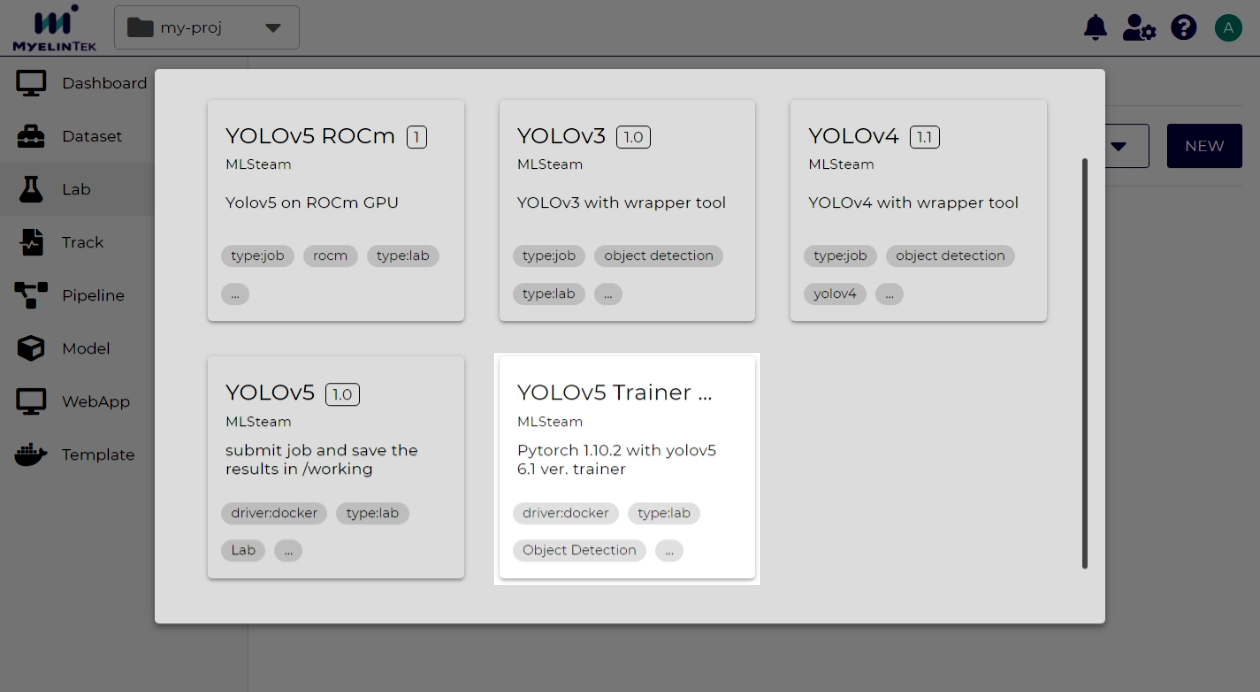 MYELINTEK
my-proj
A
Dashboard
Dataset
Lab
Track
Pipeline
Model
WebApp
Template
NEW
YOLOv5 ROCm 1
MLSteam
Yolov5 on ROCm GPU
type:job rocm type:lab
...
YOLOv3 1.0
MLSteam
YOLOv3 with wrapper tool
type:job object detection
type:lab ...
YOLOv4 1.1
MLSteam
YOLOv4 with wrapper tool
type:job object detection
yolov4 ...
YOLOv5 1.0
MLSteam
submit job and save the
results in /working
driver:docker type:lab
Lab ...
YOLOv5 Trainer ...
MLSteam
Pytorch 1.10.2 with yolov5
6.1 ver. trainer
driver:docker type:lab
Object Detection ...